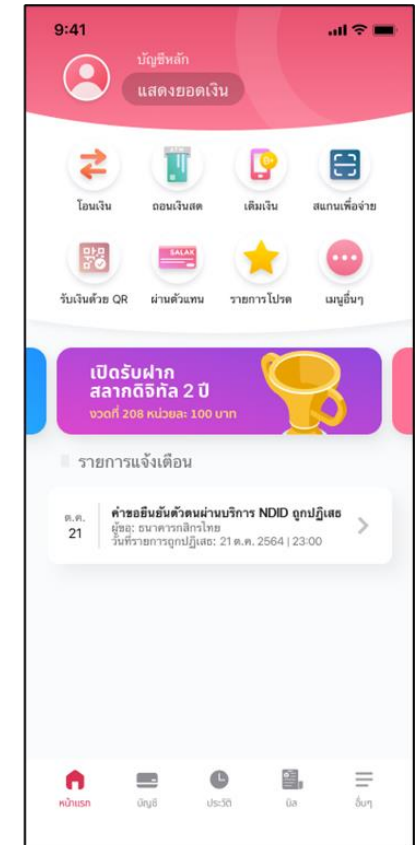 9:41
บัญชีหลัก
แสดงยอดเงิน
ATM
SALAK
โอนเงิน
ถอนเงินสด
เติมเงิน
สแกนเพื่อจ่าย
รับเงินด้วย QR
ผ่านตัวแทน
รายการโปรด
เมนูอื่นๆ
เปิดรับฝาก
สลากดิจิทัล 2 ปี
งวดที่ 208 หน่วยละ 100 บาท
รายการแจ้งเตือน
ต.ค.
21
คำขอยืนยันตัวตนผ่านบริการ NDID ถูกปฏิเสธ
ผู้ขอ: ธนาคารกสิกรไทย
วันที่รายการถูกปฏิเสธ: 21 ต.ค. 2564 | 23:00
หน้าแรก
บัญชี
ประวัติ
บิล
อื่นๆ